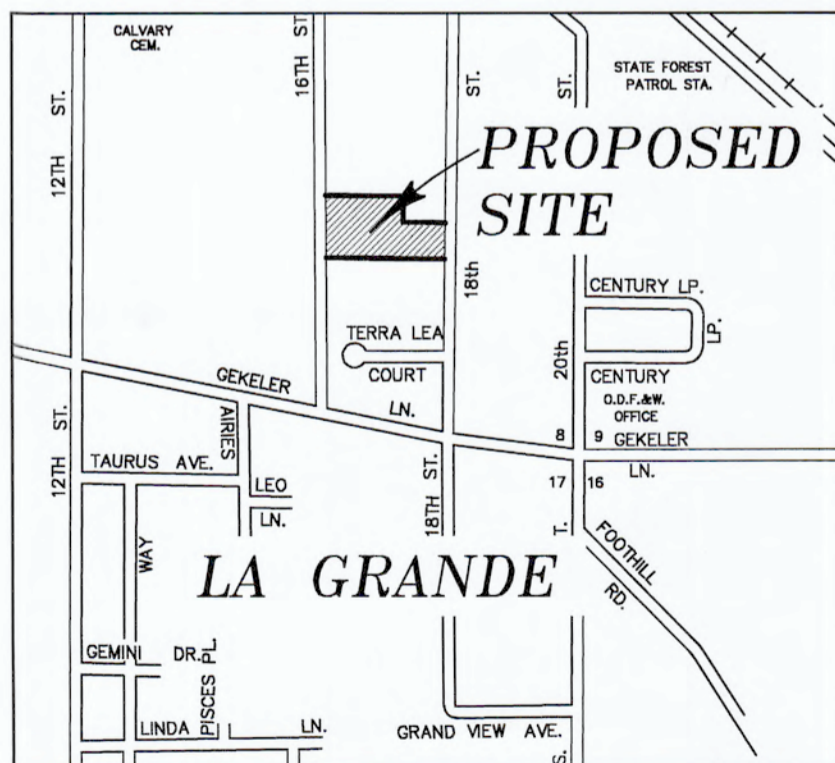 CALVARY
CEM.
16TH ST
ST.
ST.
STATE FOREST
PATROL STA.
12TH ST.
PROPOSED
SITE
18th
CENTURY LP.
LP.
TERRA LEA
COURT
20th
CENTURY
O.D.F.&W.
OFFICE
GEKELER
LN.
8
9
GEKELER
LN.
AIRIES
12TH ST.
TAURUS AVE.
LEO
LN.
18TH ST.
17
16
T.
FOOTHILL
RD.
WAY
LA GRANDE
GEMINI DR.
PISCES PL.
LINDA LN.
GRAND VIEW AVE.
S.